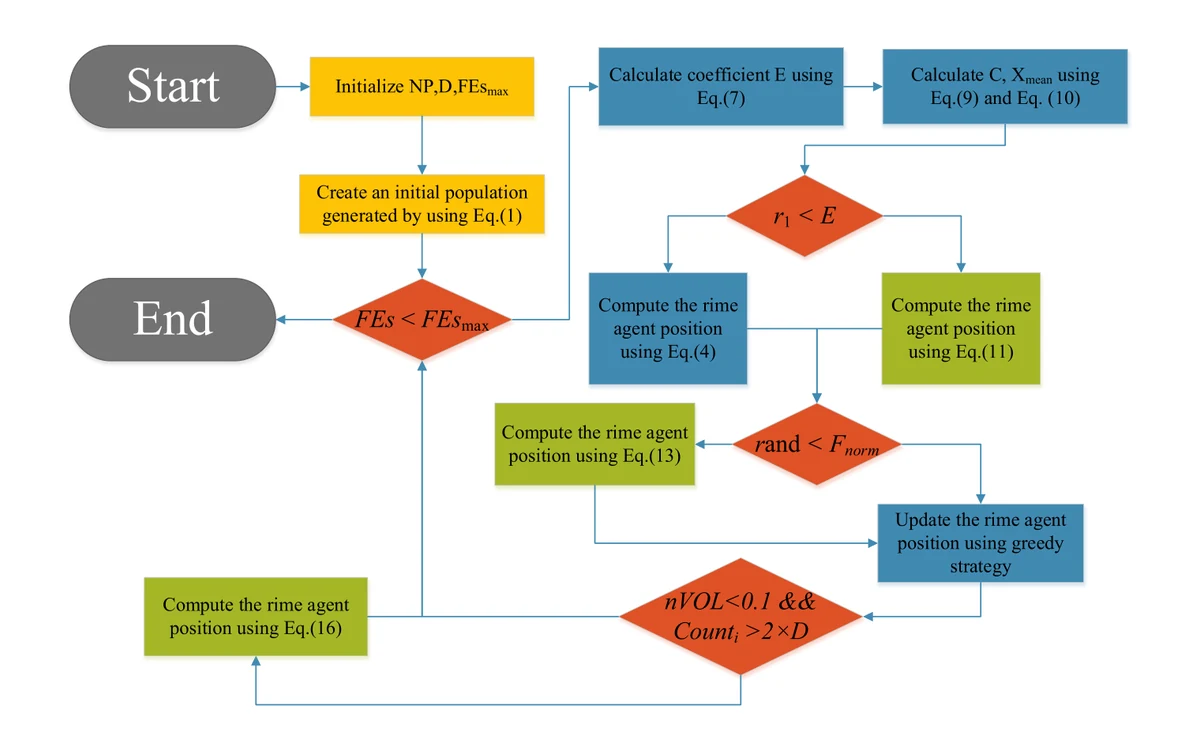 Start
Initialize NP,D,FEsmax
Create an initial population
generated by using Eq.(1)
End
FEs < FEsmax
Calculate coefficient E using
Eq.(7)
Calculate C, Xmean using
Eq.(9) and Eq. (10)
r1 < E
Compute the rime
agent position
using Eq.(4)
Compute the rime
agent position
using Eq.(11)
rand < Fnorm
Compute the rime agent
position using Eq.(13)
Update the rime agent
position using greedy
strategy
nVOL<0.1 &&
Counti >2×D
Compute the rime agent
position using Eq.(16)